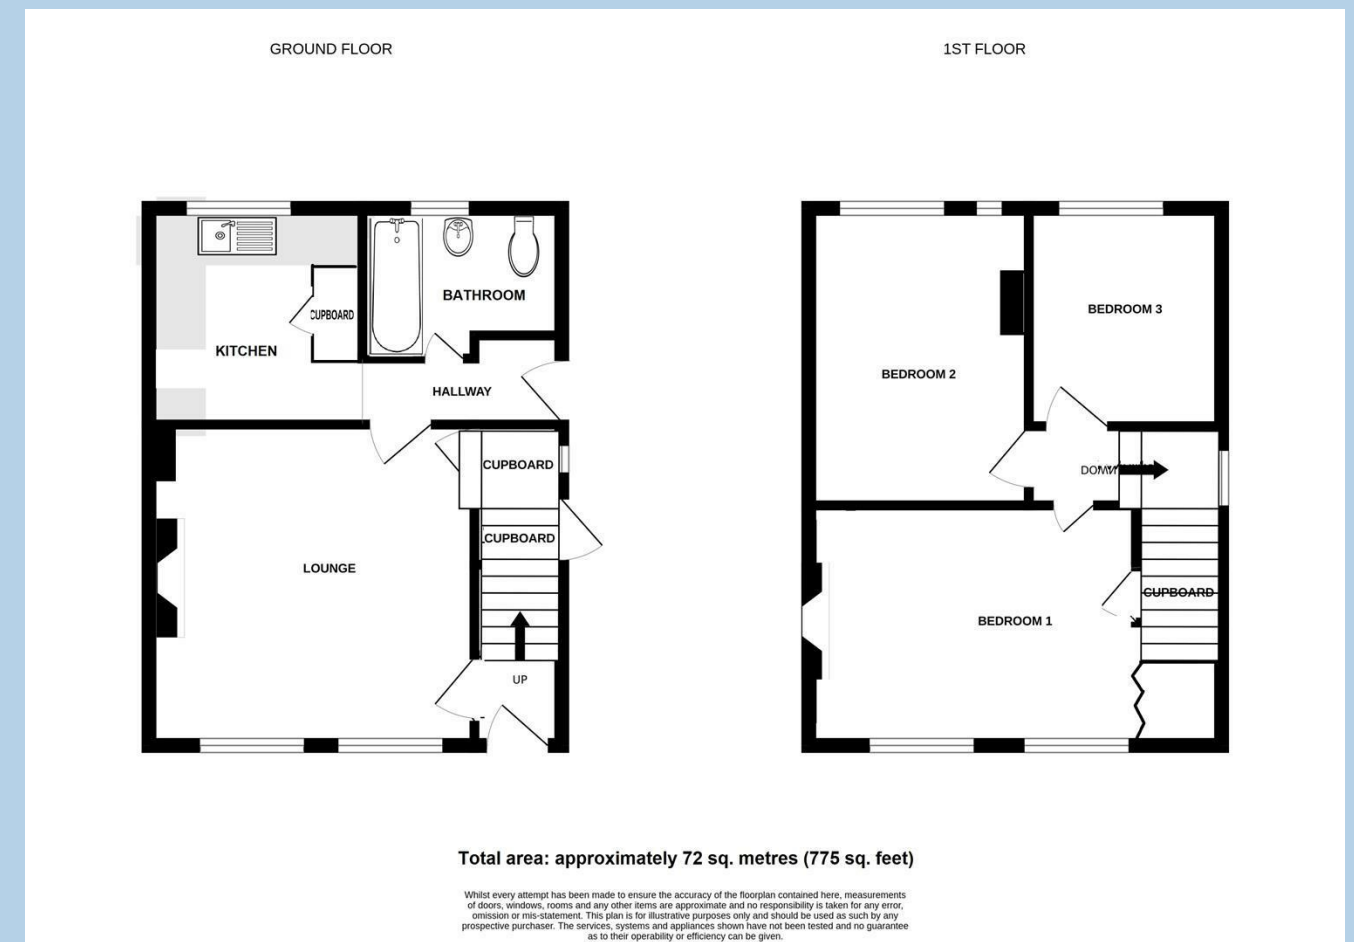 GROUND FLOOR
1ST FLOOR
CUPBOARD
KITCHEN
BATHROOM
HALLWAY
CUPBOARD
CUPBOARD
LOUNGE
UP
BEDROOM 3
BEDROOM 2
DOWN
CUPBOARD
BEDROOM 1
Total area: approximately 72 sq. metres (775 sq. feet)
Whilst every attempt has been made to ensure the accuracy of the floorplan contained here, measurements
of doors, windows, rooms and any other items are approximate and no responsibility is taken for any error,
omission or mis-statement. This plan is for illustrative purposes only and should be used as such by any
prospective purchaser. The services, systems and appliances shown have not been tested and no guarantee
as to their operability or efficiency can be given.